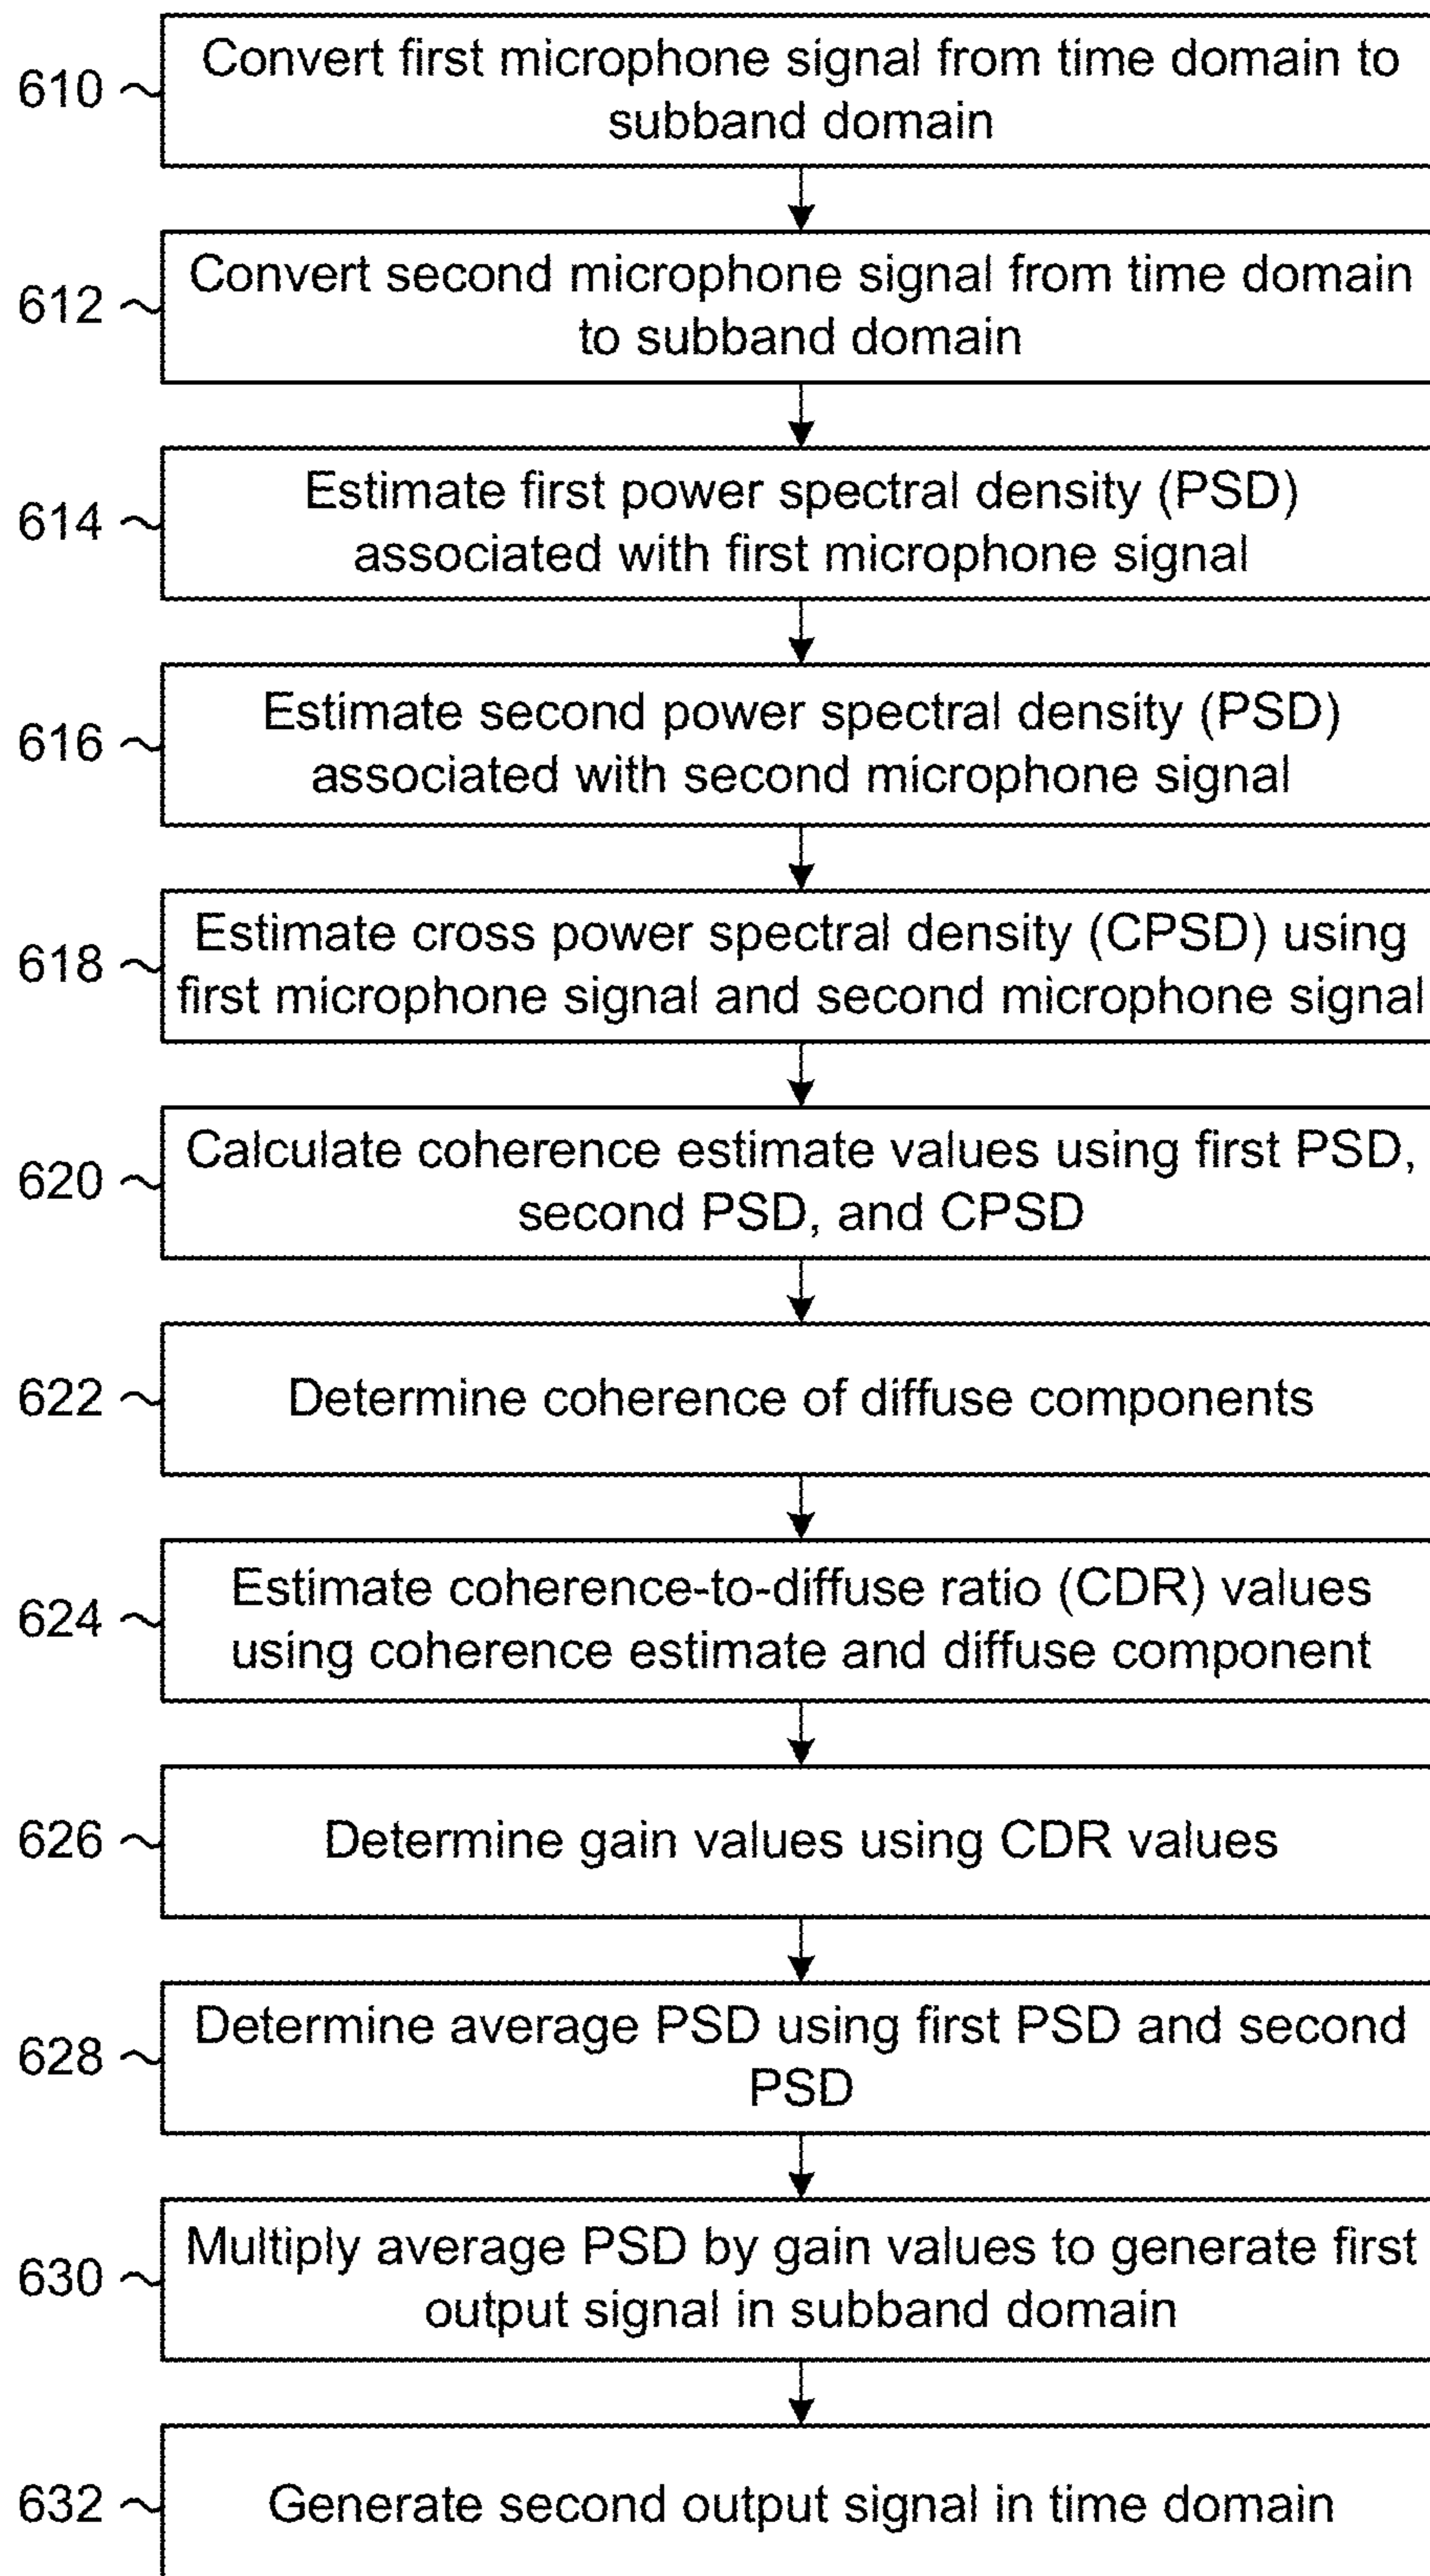 610
Convert first microphone signal from time domain to
subband domain
612
Convert second microphone signal from time domain
to subband domain
614
Estimate first power spectral density (PSD)
associated with first microphone signal
616
Estimate second power spectral density (PSD)
associated with second microphone signal
618
Estimate cross power spectral density (CPSD) using
first microphone signal and second microphone signal
620
Calculate coherence estimate values using first PSD,
second PSD, and CPSD
622
Determine coherence of diffuse components
624
Estimate coherence-to-diffuse ratio (CDR) values
using coherence estimate and diffuse component
626
Determine gain values using CDR values
628
Determine average PSD using first PSD and second
PSD
630
Multiply average PSD by gain values to generate first
output signal in subband domain
632
Generate second output signal in time domain